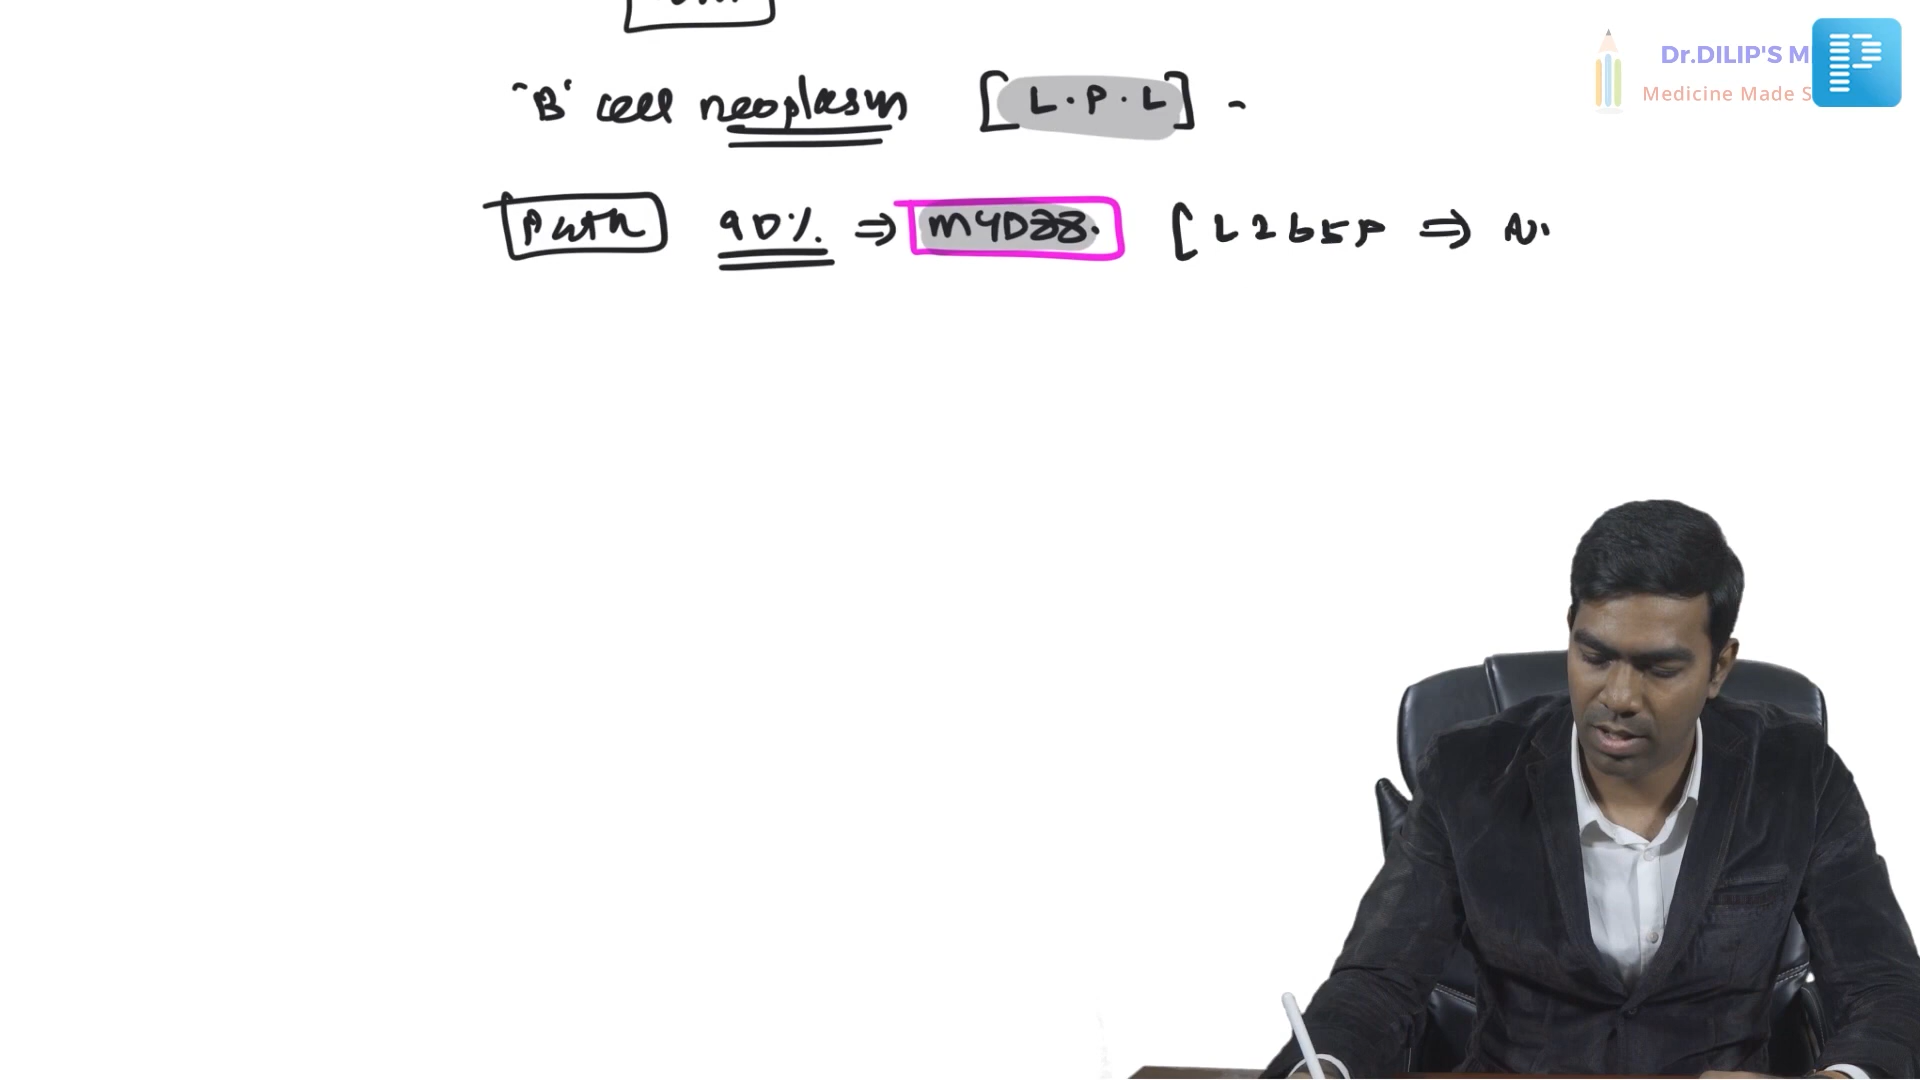 "B" cell neoplasm [L.P.L] -
Path 90% ⇒ MYD88. [L265P ⇒ N.
Dr.DILIP'S M
Medicine Made S